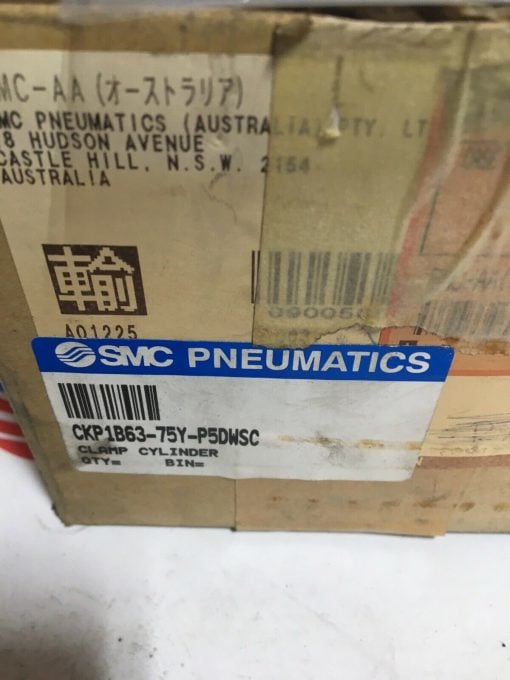 MC-AA (オーストラリア)
MC PNEUMATICS (AUSTRALIA) PTY. LT
8 HUDSON AVENUE
CASTLE HILL, N.S.W. 2154
AUSTRALIA
輸
A01225
SMC PNEUMATICS
CKP1B63-75Y-P5DWSC
CLAMP CYLINDER
QTY= BIN=